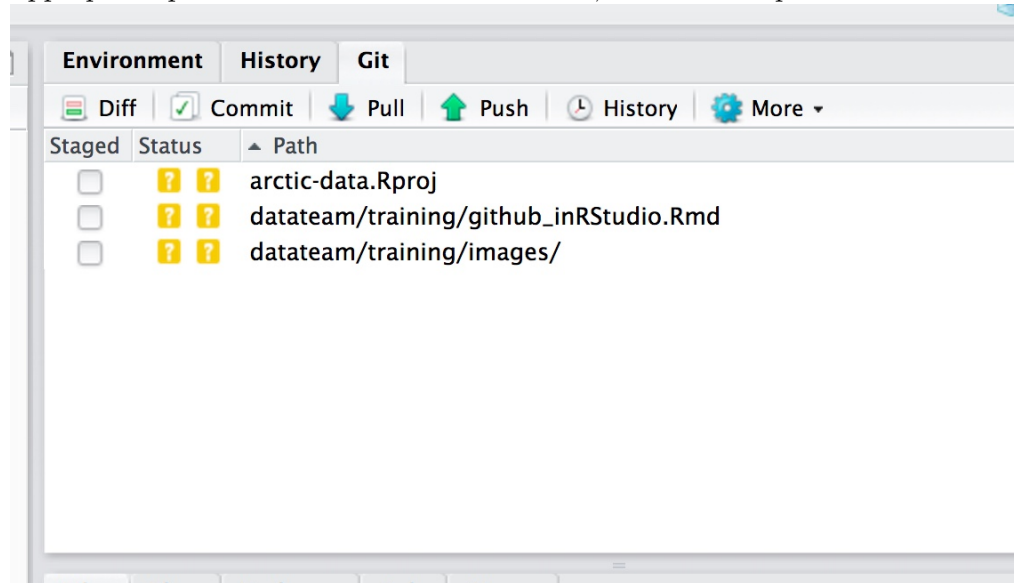 Environment History Git
Diff Commit Pull Push History More
Staged Status Path
? ? arctic-data.Rproj
? ? datateam/training/github_inRStudio.Rmd
? ? datateam/training/images/